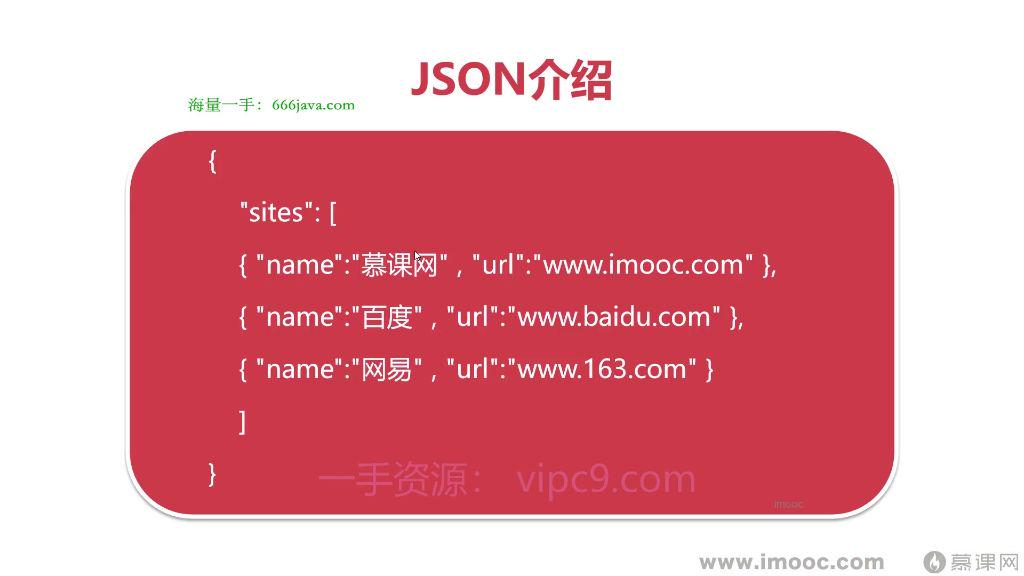 JSON介绍
海量一手：666java.com
{
"sites": [
{ "name":"慕课网" , "url":"www.imooc.com" },
{ "name":"百度" , "url":"www.baidu.com" },
{ "name":"网易" , "url":"www.163.com" }
]
}
一手资源： vipc9.com
imooc
www.imooc.com 慕课网